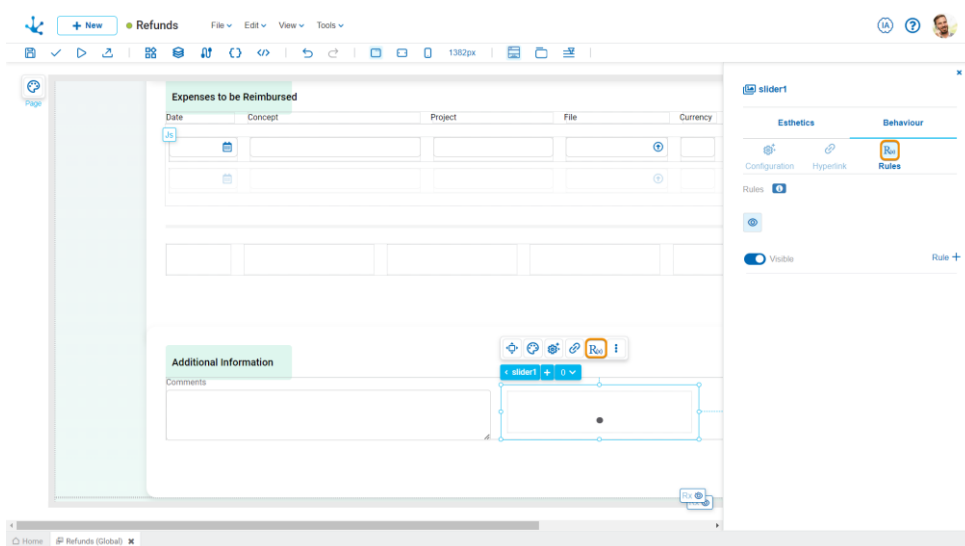 + New
Refunds
File
Edit
View
Tools
IA
?
1382px
Page
Expenses to be Reimbursed
Date
Concept
Project
File
Currency
Js
Additional Information
Comments
R(x)
< slider1 + 0
Rx
slider1
Esthetics
Behaviour
R(x)
Configuration
Hyperlink
Rules
Rules
Visible
Rule +
Home
Refunds (Global)